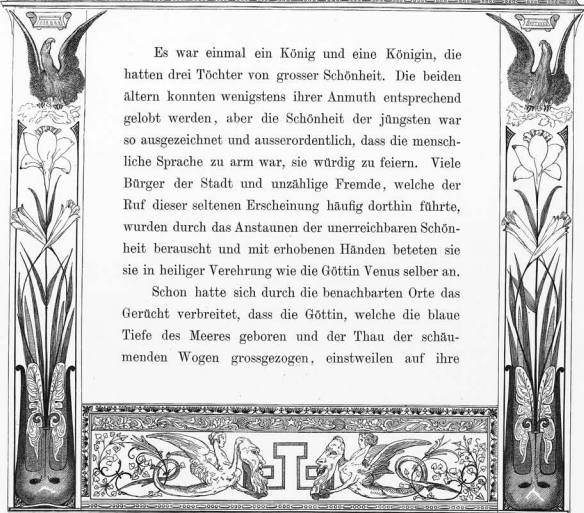 Es war einmal ein König und eine Königin, die
hatten drei Töchter von grosser Schönheit. Die beiden
ältern konnten wenigstens ihrer Anmuth entsprechend
gelobt werden, aber die Schönheit der jüngsten war
so ausgezeichnet und ausserordentlich, dass die mensch-
liche Sprache zu arm war, sie würdig zu feiern. Viele
Bürger der Stadt und unzählige Fremde, welche der
Ruf dieser seltenen Erscheinung häufig dorthin führte,
wurden durch das Anstaunen der unerreichbaren Schön-
heit berauscht und mit erhobenen Händen beteten sie
sie in heiliger Verehrung wie die Göttin Venus selber an.
Schon hatte sich durch die benachbarten Orte das
Gerücht verbreitet, dass die Göttin, welche die blaue
Tiefe des Meeres geboren und der Thau der schäu-
menden Wogen grossgezogen, einstweilen auf ihre